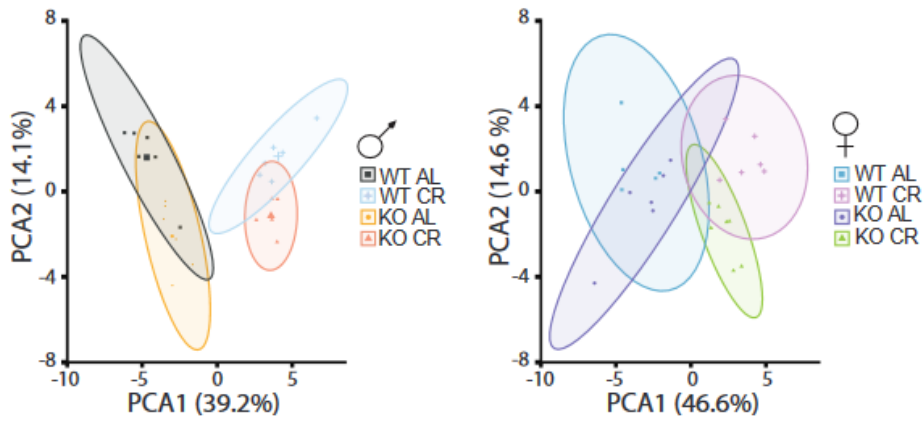 8
4
0
-4
-8
-10
-5
0
5
PCA2 (14.1%)
PCA1 (39.2%)
WT AL
WT CR
KO AL
KO CR
8
4
0
-4
-8
-10
-5
0
5
PCA2 (14.6 %)
PCA1 (46.6%)
WT AL
WT CR
KO AL
KO CR